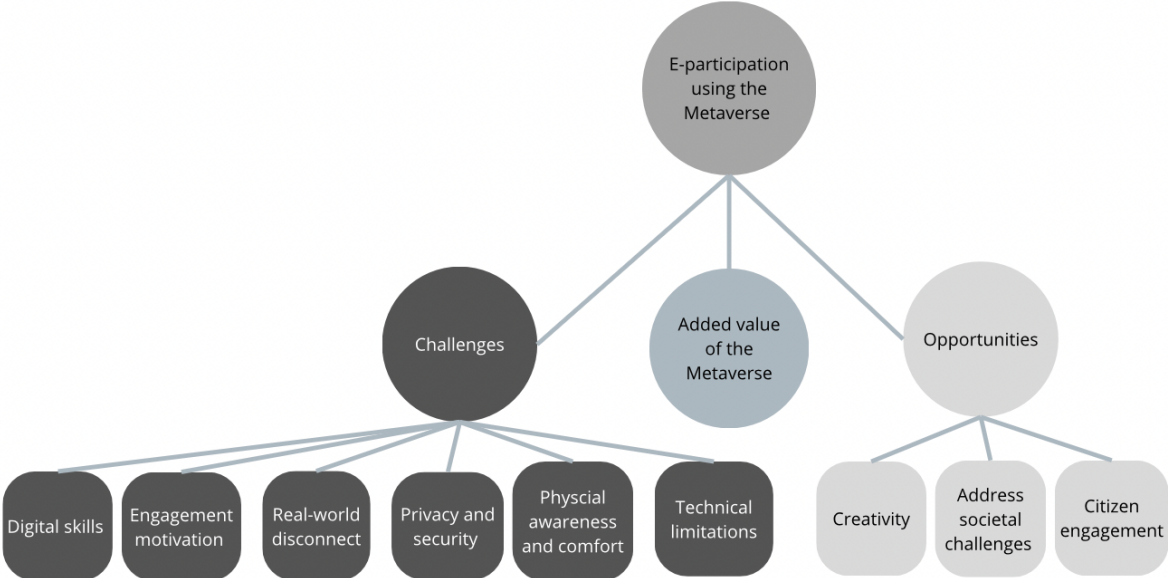 E-participation
using the
Metaverse
Challenges
Added value
of the
Metaverse
Opportunities
Digital skills
Engagement
motivation
Real-world
disconnect
Privacy and
security
Physcial
awareness
and comfort
Technical
limitations
Creativity
Address
societal
challenges
Citizen
engagement